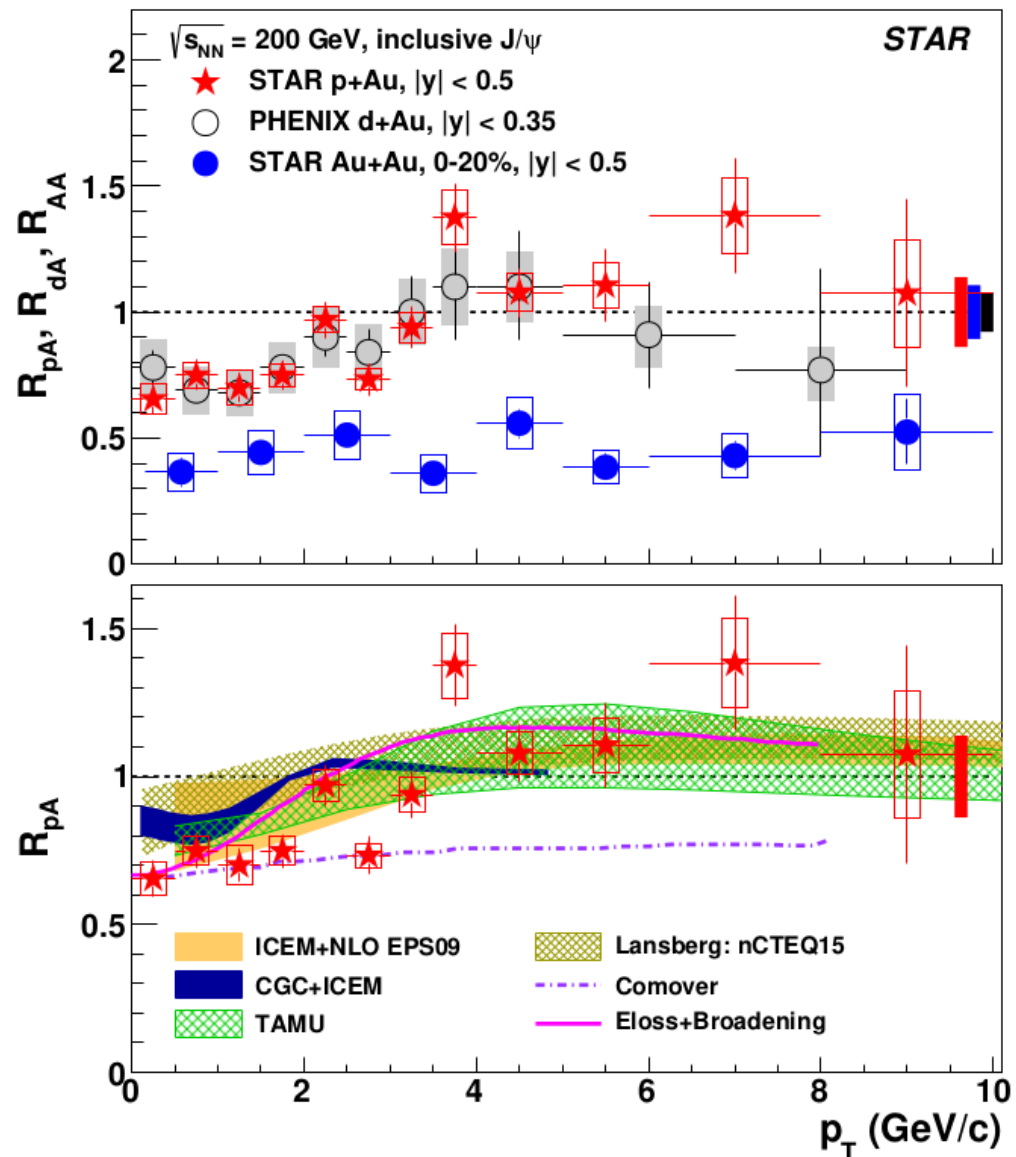 √s_NN = 200 GeV, inclusive J/ψ
STAR
STAR p+Au, |y| < 0.5
PHENIX d+Au, |y| < 0.35
STAR Au+Au, 0-20%, |y| < 0.5
R_pA, R_dA, R_AA
2
1.5
1
0.5
0
R_pA
1.5
1
0.5
0
ICEM+NLO EPS09
CGC+ICEM
TAMU
Lansberg: nCTEQ15
Comover
Eloss+Broadening
0 2 4 6 8 10
p_T (GeV/c)